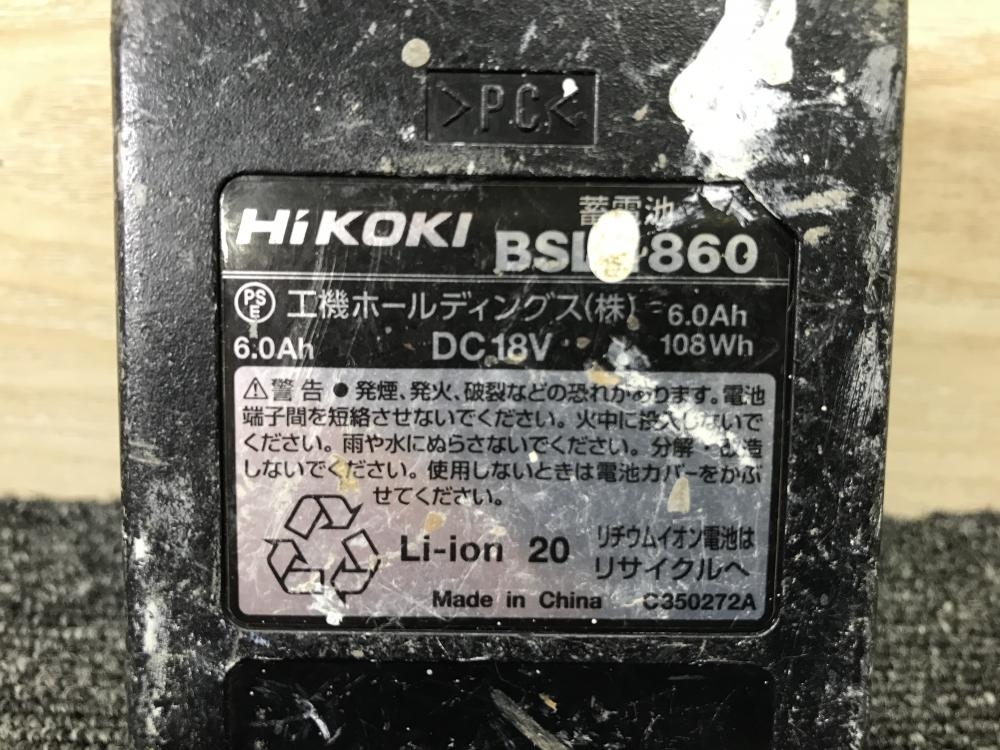 >PC<
HiKOKI
蓄電池
PS
E
工機ホールディングス(株)
6.0Ah
6.0Ah
DC 18V
108Wh
⚠警告 ● 発煙、発火、破裂などの恐れがあります。電池
端子間を短絡させないでください。火中に投入しないで
ください。雨や水にぬらさないでください。分解・改造
しないでください。使用しないときは電池カバーをかぶ
せてください。
Li-ion 20
リチウムイオン電池は
リサイクルへ
Made in China
C350272A